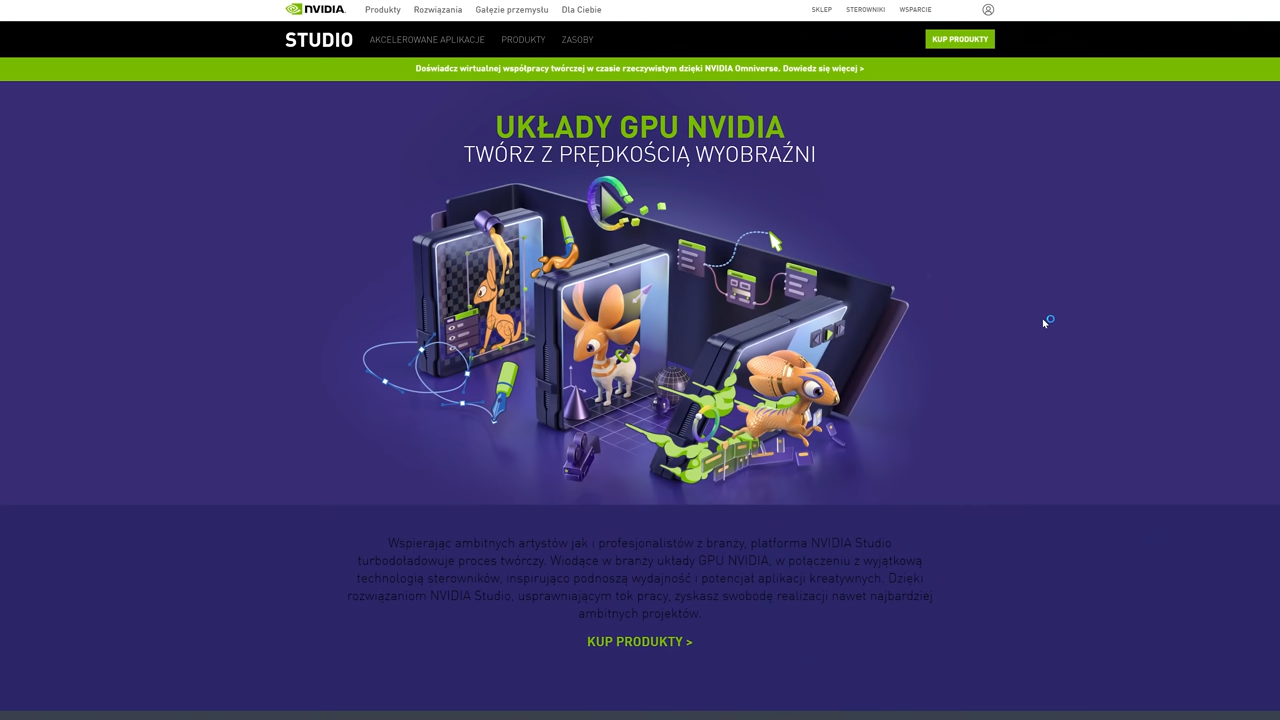 NVIDIA.
Produkty Rozwiązania Gałęzie przemysłu Dla Ciebie SKLEP STEROWNIKI WSPARCIE
STUDIO AKCELEROWANE APLIKACJE PRODUKTY ZASOBY KUP PRODUKTY
Doświadcz wirtualnej współpracy twórczej w czasie rzeczywistym dzięki NVIDIA Omniverse. Dowiedz się więcej >
UKŁADY GPU NVIDIA
TWÓRZ Z PRĘDKOŚCIĄ WYOBRAŹNI
Wspierając ambitnych artystów jak i profesjonalistów z branży, platforma NVIDIA Studio
turbodoładowuje proces twórczy. Wiodące w branży układy GPU NVIDIA, w połączeniu z wyjątkową
technologią sterowników, inspirująco podnoszą wydajność i potencjał aplikacji kreatywnych. Dzięki
rozwiązaniom NVIDIA Studio, usprawniającym tok pracy, zyskasz swobodę realizacji nawet najbardziej
ambitnych projektów.
KUP PRODUKTY >